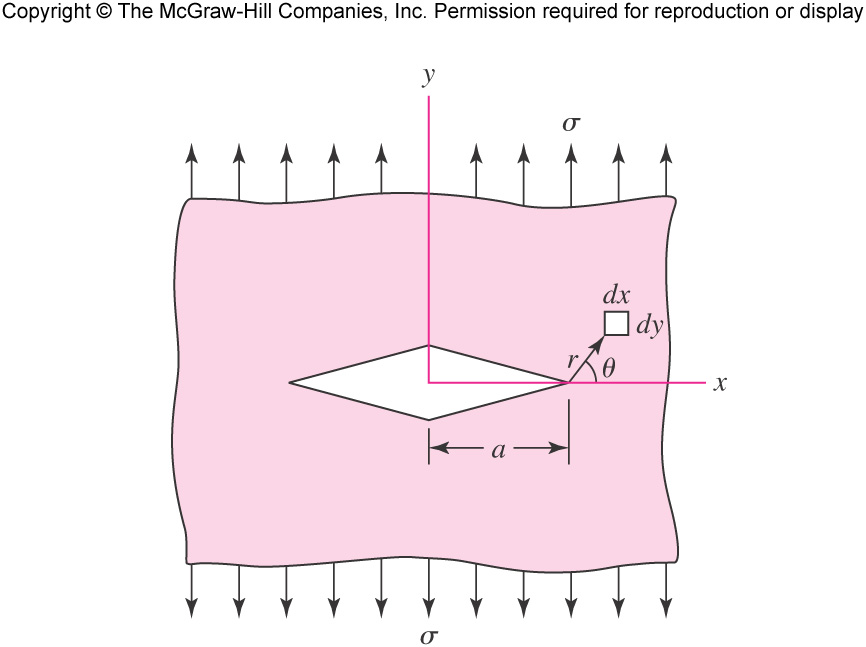 Copyright © The McGraw-Hill Companies, Inc. Permission required for reproduction or display
y
σ
dx
dy
r
θ
x
a
σ